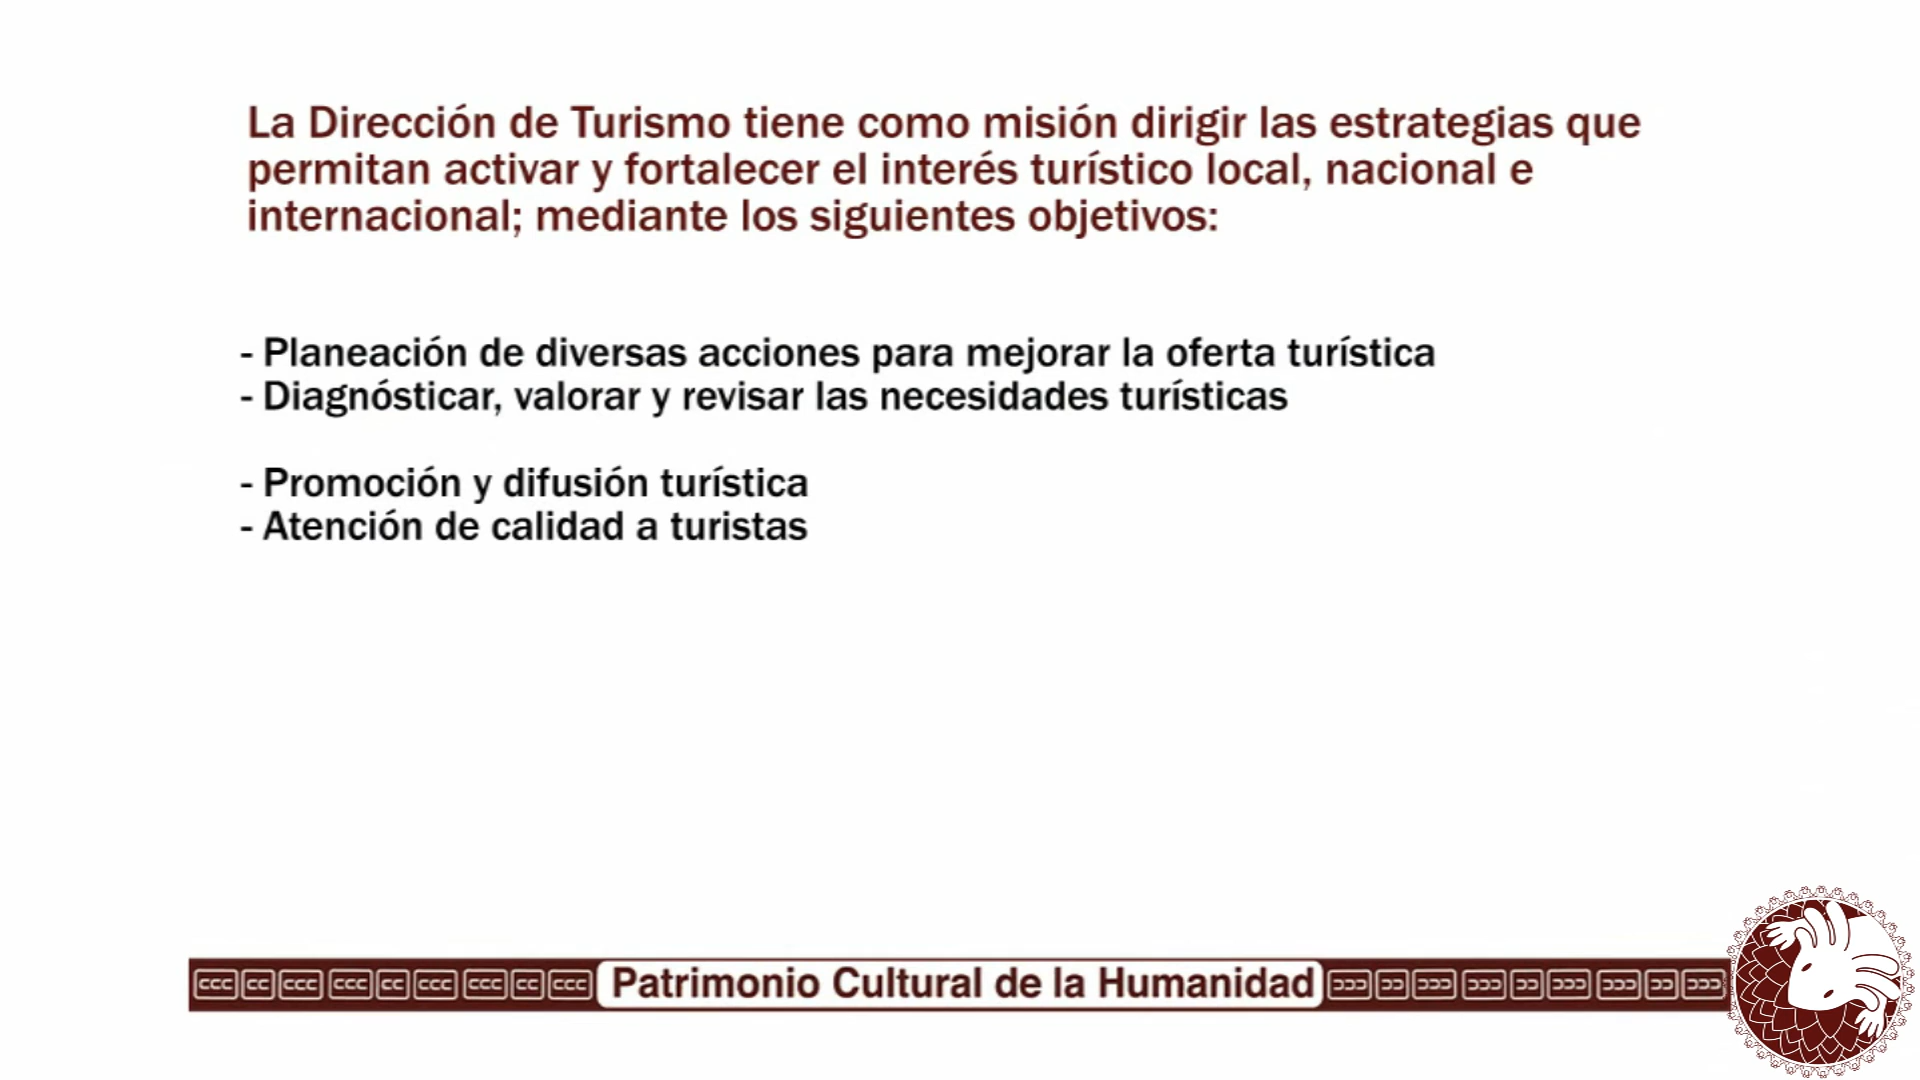 La Dirección de Turismo tiene como misión dirigir las estrategias que
permitan activar y fortalecer el interés turístico local, nacional e
internacional; mediante los siguientes objetivos:
- Planeación de diversas acciones para mejorar la oferta turística
- Diagnósticar, valorar y revisar las necesidades turísticas
- Promoción y difusión turística
- Atención de calidad a turistas
Patrimonio Cultural de la Humanidad